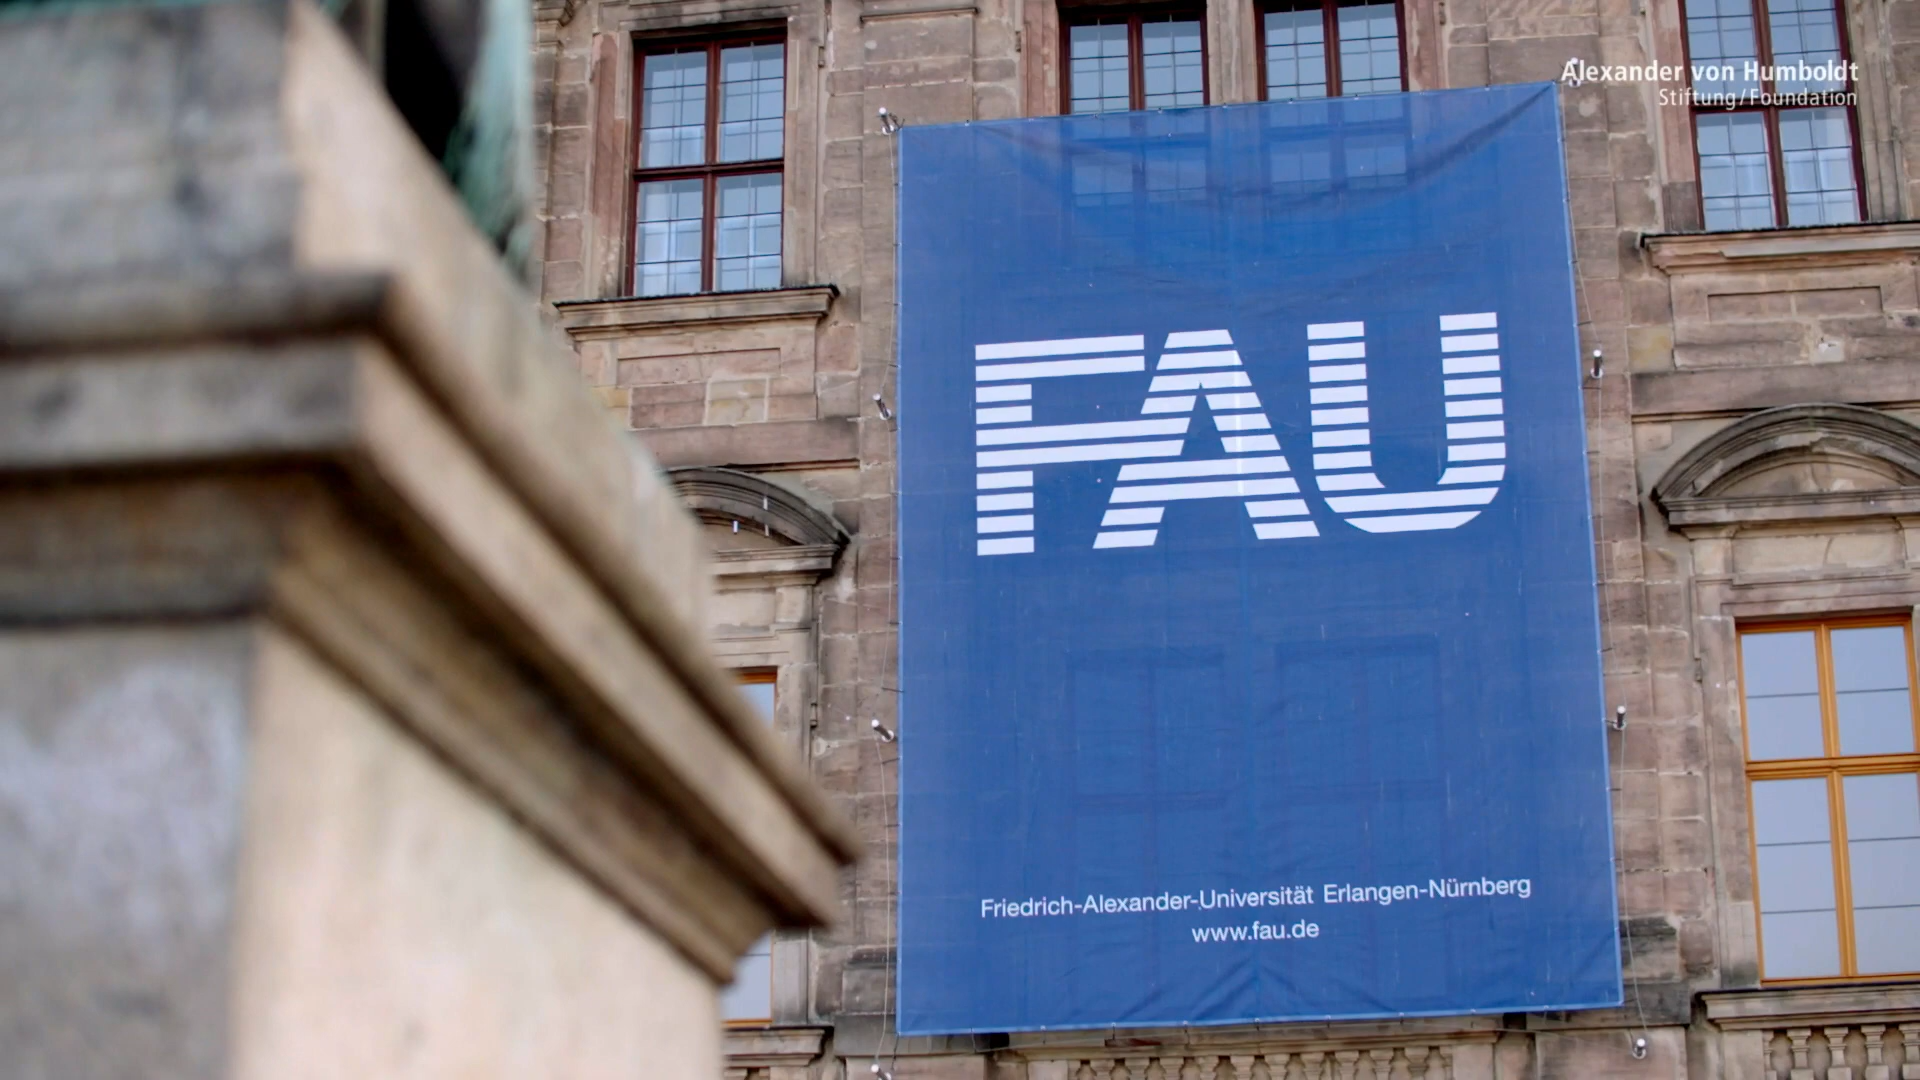 Alexander von Humboldt
Stiftung/Foundation
FAU
Friedrich-Alexander-Universität Erlangen-Nürnberg
www.fau.de